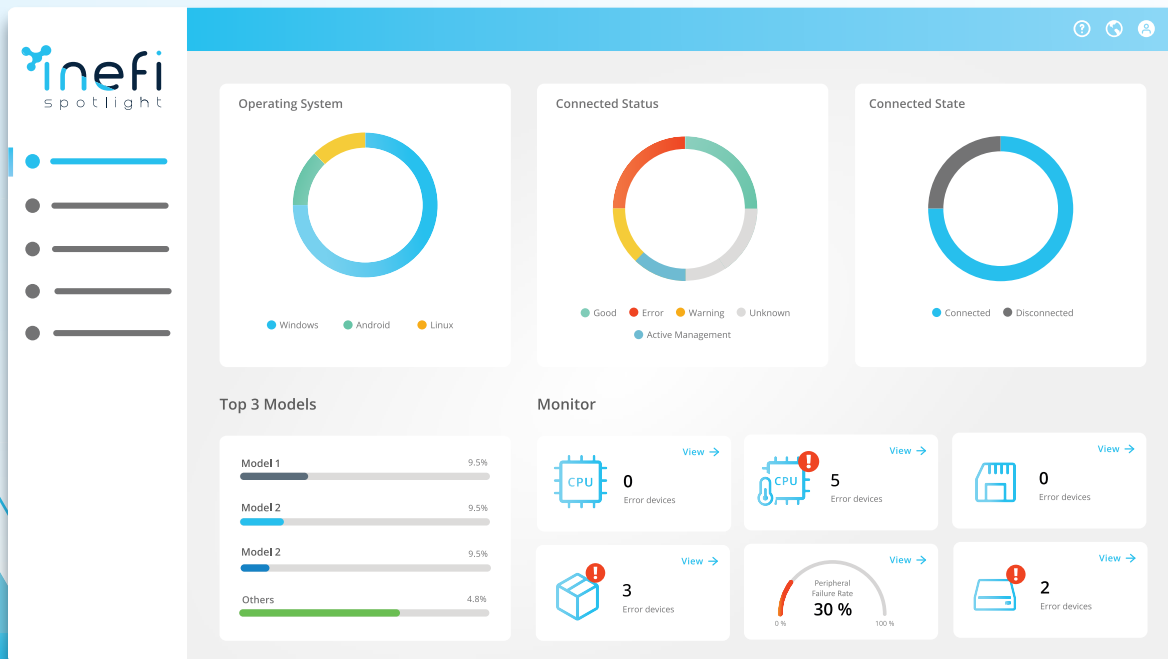 inefi
spotlight
Operating System
Windows
Android
Linux
Connected Status
Good
Error
Warning
Unknown
Active Management
Connected State
Connected
Disconnected
Top 3 Models
Model 1
9.5%
Model 2
9.5%
Model 2
9.5%
Others
4.8%
Monitor
View →
CPU
0
Error devices
View →
CPU
!
5
Error devices
View →
0
Error devices
View →
!
3
Error devices
View →
Peripheral
Failure Rate
30 %
0 %
100 %
View →
!
2
Error devices
?